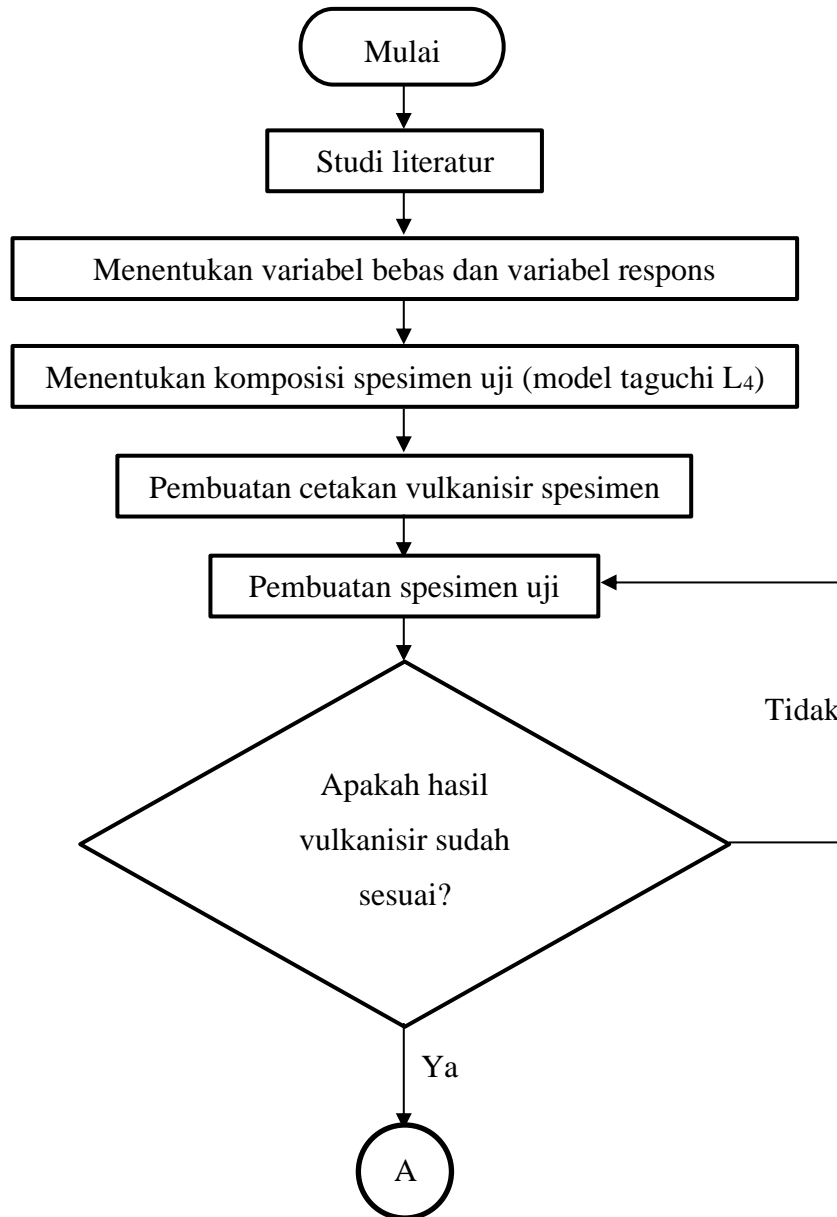 Mulai
Studi literatur
Menentukan variabel bebas dan variabel respons
Menentukan komposisi spesimen uji (model taguchi L₄)
Pembuatan cetakan vulkanisir spesimen
Pembuatan spesimen uji
Tidak
Apakah hasil
vulkanisir sudah
sesuai?
Ya
A